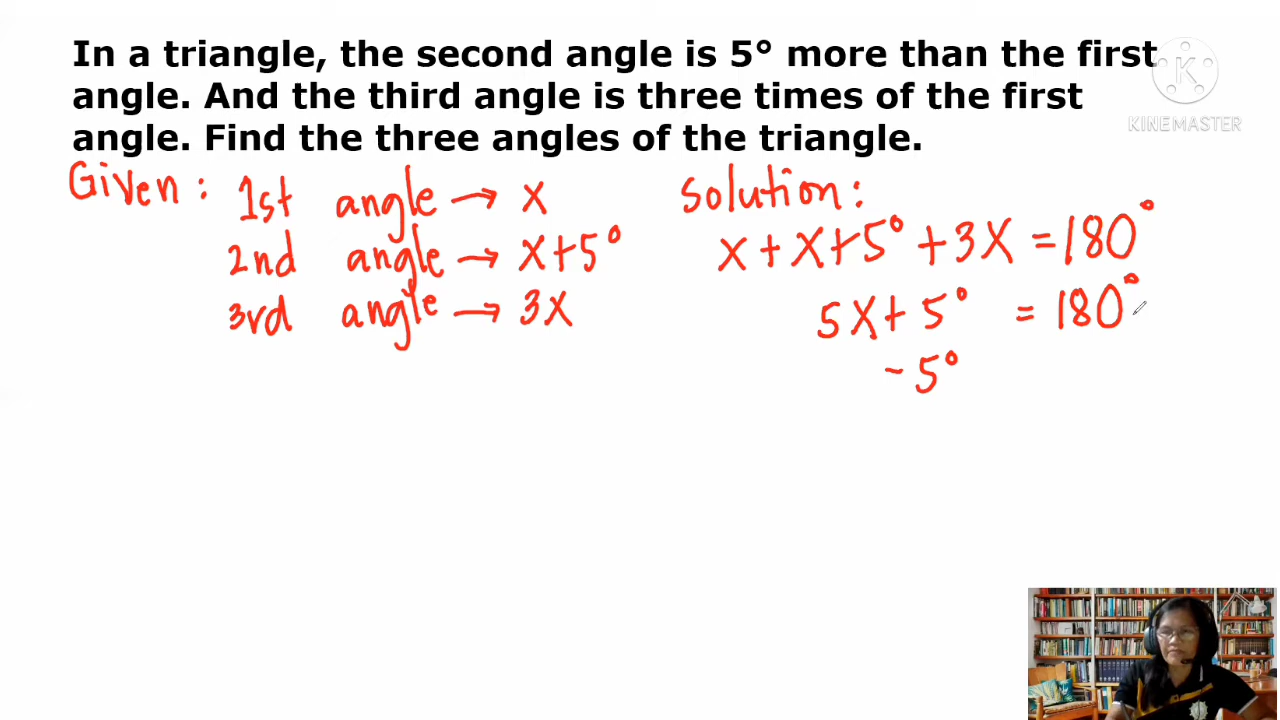 In a triangle, the second angle is 5° more than the first
angle. And the third angle is three times of the first
angle. Find the three angles of the triangle.
KINEMASTER
Given: 1st angle → x
2nd angle → x+5°
3rd angle → 3x
Solution:
x + x+5° + 3x = 180°
5x + 5° = 180°
- 5°